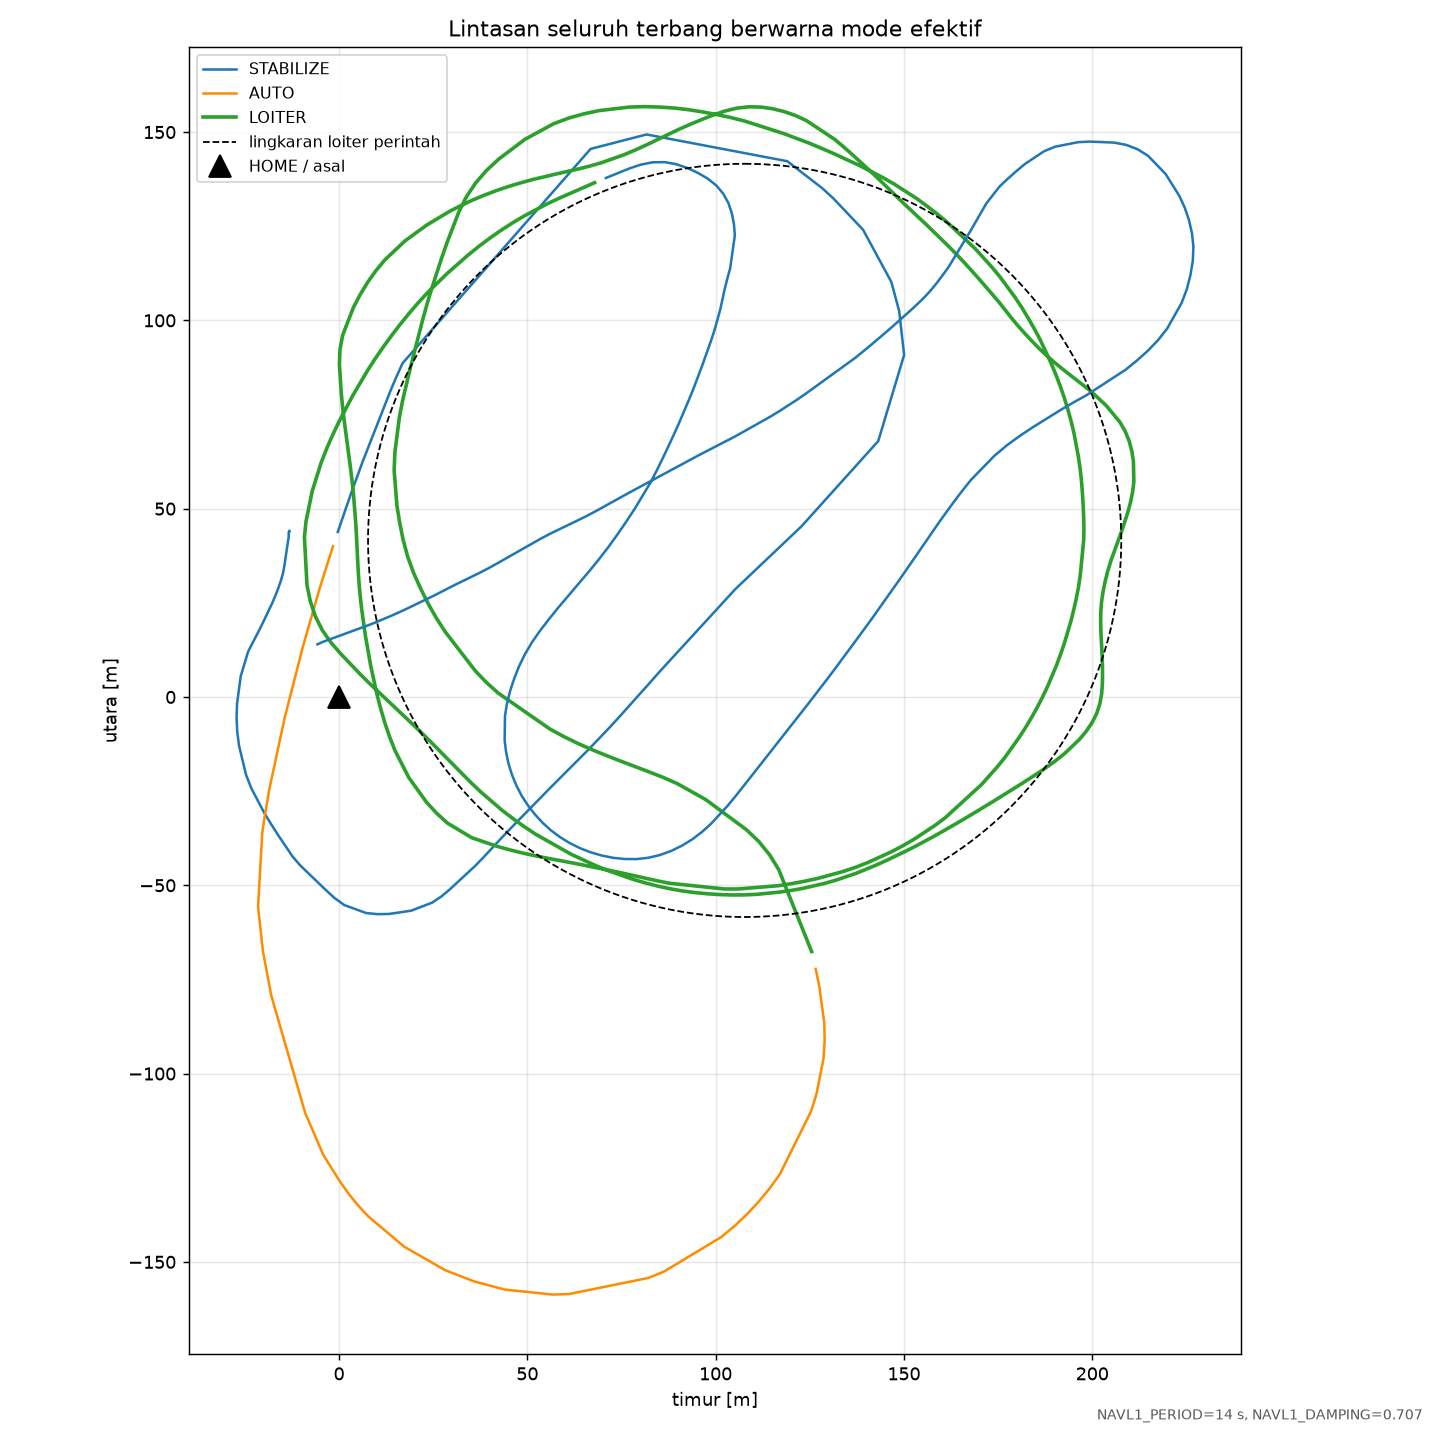 Lintasan seluruh terbang berwarna mode efektif
STABILIZE
AUTO
LOITER
lingkaran loiter perintah
HOME / asal
150
100
50
0
−50
−100
−150
utara [m]
0
50
100
150
200
timur [m]
NAVL1_PERIOD=14 s, NAVL1_DAMPING=0.707